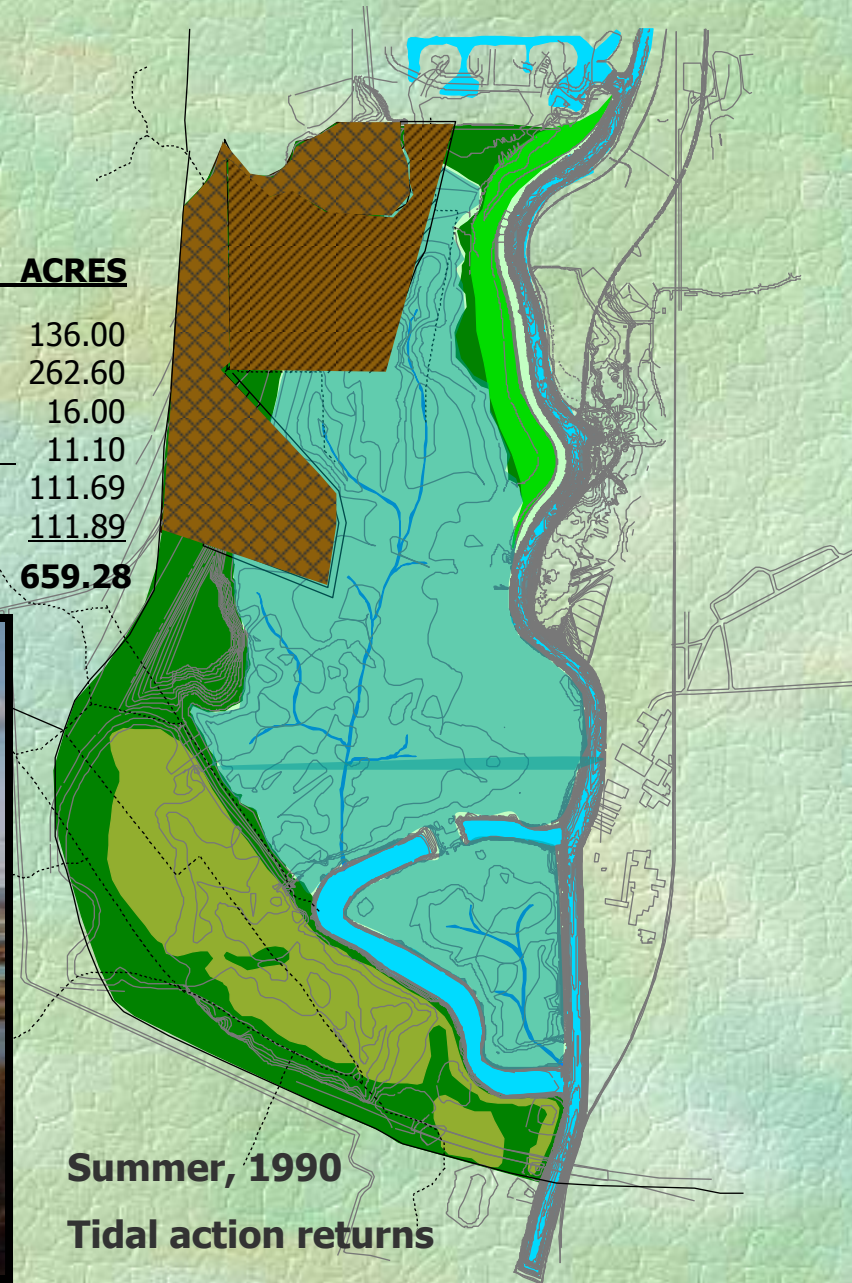 ACRES
136.00
262.60
16.00
11.10
111.69
111.89
659.28
Summer, 1990
Tidal action returns